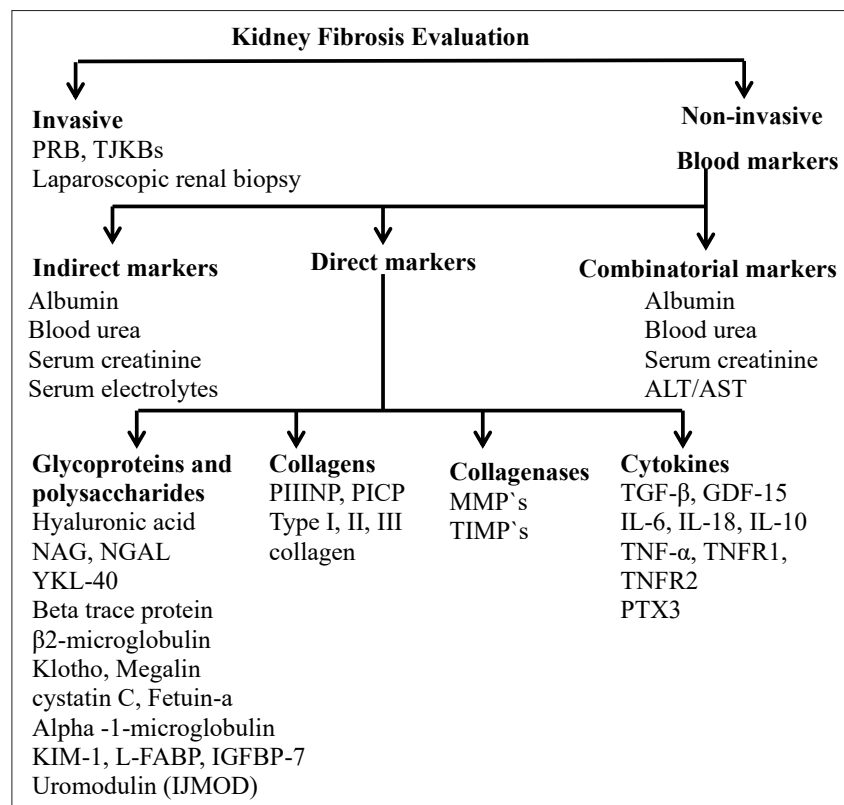 Kidney Fibrosis Evaluation
Invasive
PRB, TJKBs
Laparoscopic renal biopsy
Non-invasive
Blood markers
Indirect markers
Albumin
Blood urea
Serum creatinine
Serum electrolytes
Direct markers
Combinatorial markers
Albumin
Blood urea
Serum creatinine
ALT/AST
Glycoproteins and
polysaccharides
Hyaluronic acid
NAG, NGAL
YKL-40
Beta trace protein
β2-microglobulin
Klotho, Megalin
cystatin C, Fetuin-a
Alpha -1-microglobulin
KIM-1, L-FABP, IGFBP-7
Uromodulin (IJMOD)
Collagens
PIIINP, PICP
Type I, II, III
collagen
Collagenases
MMP`s
TIMP`s
Cytokines
TGF-β, GDF-15
IL-6, IL-18, IL-10
TNF-α, TNFR1,
TNFR2
PTX3